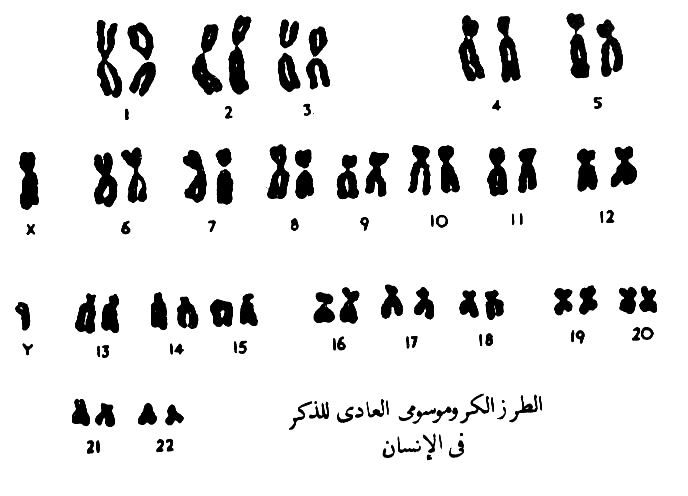 1 2 3 4 5
X 6 7 8 9 10 11 12
Y 13 14 15 16 17 18 19 20
21 22
الطرز الكروموسومى العادى للذكر
فى الإنسان